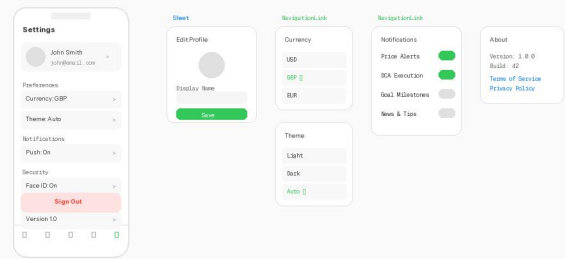 Settings
John Smith
john@email.com
Preferences
Currency: GBP
Theme: Auto
Notifications
Push: On
Security
Face ID: On
Sign Out
Version 1.0
Sheet
Edit Profile
Display Name
Save
NavigationLink
Currency
USD
GBP
EUR
Theme
Light
Dark
Auto
NavigationLink
Notifications
Price Alerts
DCA Execution
Goal Milestones
News & Tips
About
Version: 1.0.0
Build: 42
Terms of Service
Privacy Policy